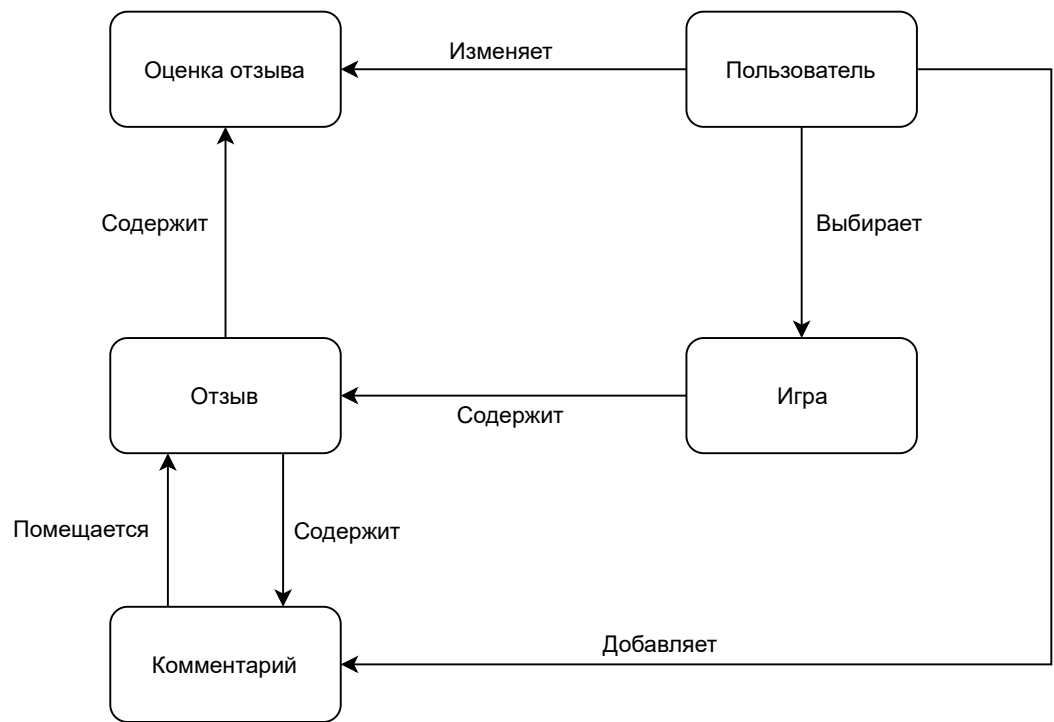 Оценка отзыва
Изменяет
Пользователь
Содержит
Выбирает
Отзыв
Содержит
Игра
Помещается
Содержит
Комментарий
Добавляет